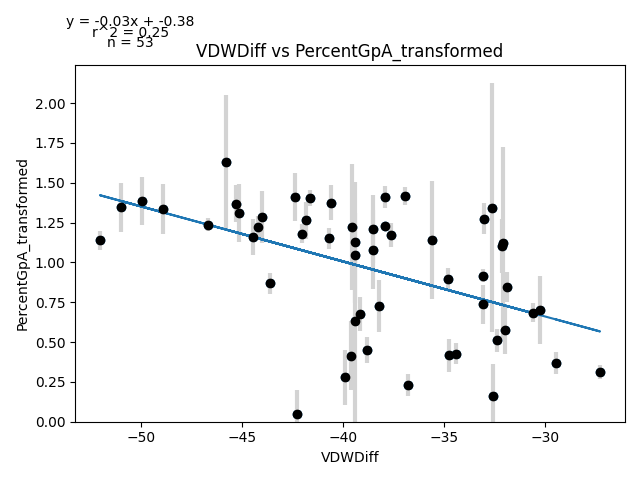 y = -0.03x + -0.38
r^2 = 0.25
n = 53
VDWDiff vs PercentGpA_transformed
PercentGpA_transformed
2.00
1.75
1.50
1.25
1.00
0.75
0.50
0.25
0.00
−50
−45
−40
−35
−30
VDWDiff